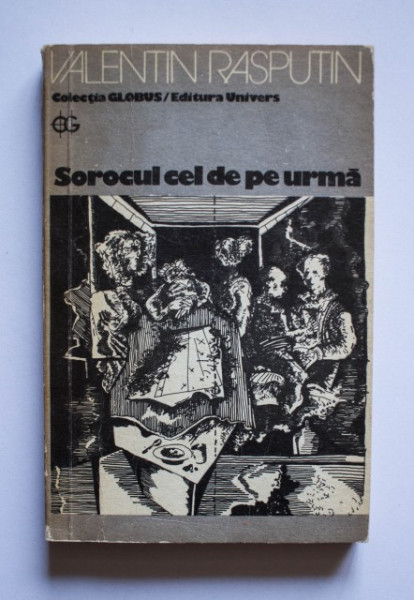 VALENTIN RASPUTIN
Colecția GLOBUS/Editura Univers
G
Sorocul cel de pe urmă